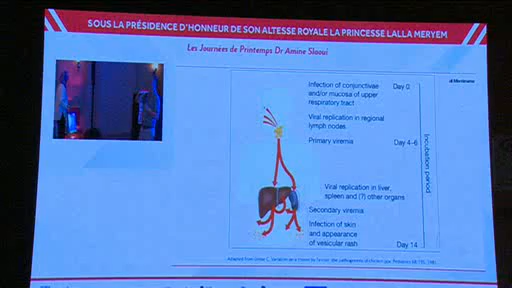 SOUS LA PRÉSIDENCE D'HONNEUR DE SON ALTESSE ROYALE LA PRINCESSE LALLA MERYEM
Les Journées de Printemps Dr Amine Slaoui
Infection of conjunctivae
and/or mucosa of upper
respiratory tract
Day 0
Viral replication in regional
lymph nodes
Primary viremia
Day 4–6
Incubation period
Viral replication in liver,
spleen and (?) other organs
Secondary viremia
Infection of skin
and appearance
of vesicular rash
Day 14
Adapted from